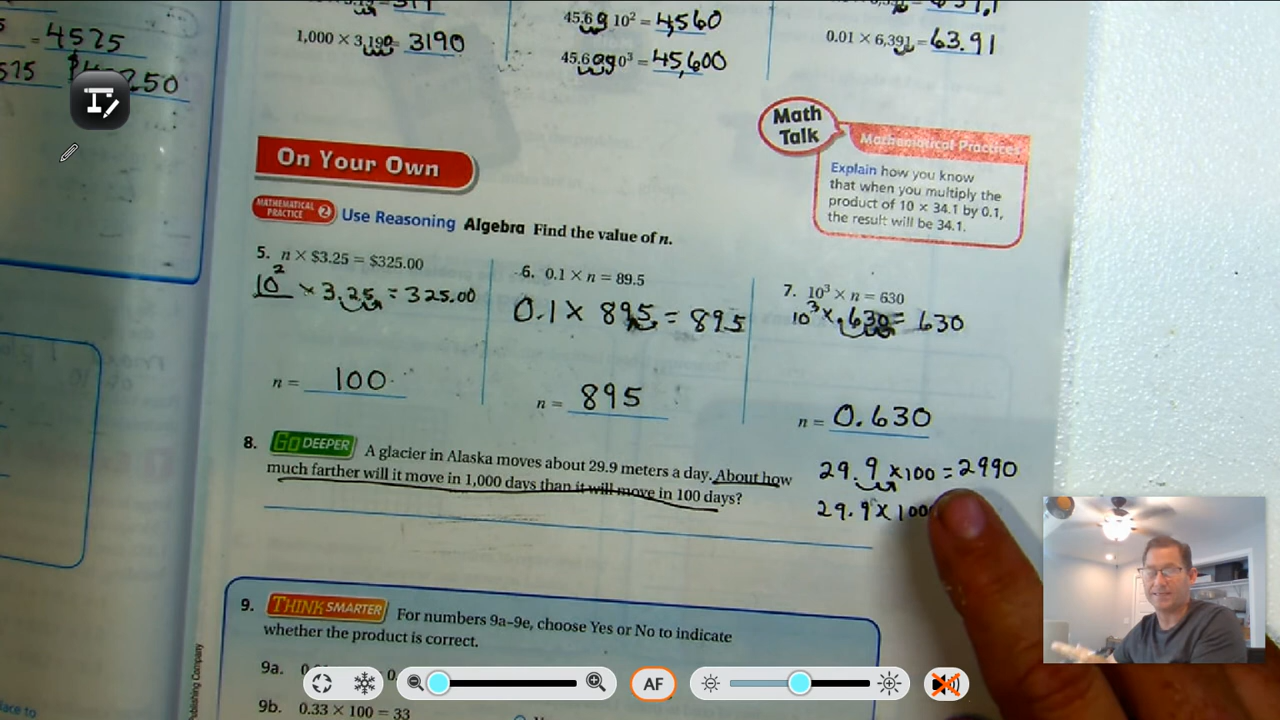 = 4575
575
250
1,000 × 3.190 = 3190
45.6 10² = 4,560
45.6 10³ = 45,600
0.01 × 6,391 = 63.91
Math Talk
Mathematical Practices
Explain how you know
that when you multiply the
product of 10 × 34.1 by 0.1,
the result will be 34.1.
On Your Own
MATHEMATICAL PRACTICE 2 Use Reasoning Algebra Find the value of n.
5. n × $3.25 = $325.00
10² × 3.25 = 325.00
n = 100
6. 0.1 × n = 89.5
0.1 × 895 = 895
n = 895
7. 10³ × n = 630
10³ × .630 = 630
n = 0.630
8. Go DEEPER A glacier in Alaska moves about 29.9 meters a day. About how
much farther will it move in 1,000 days than it will move in 100 days?
29.9 × 100 = 2990
29.9 × 100
9. THINK SMARTER For numbers 9a–9e, choose Yes or No to indicate
whether the product is correct.
9a.
9b. 0.33 × 100 = 33
AF